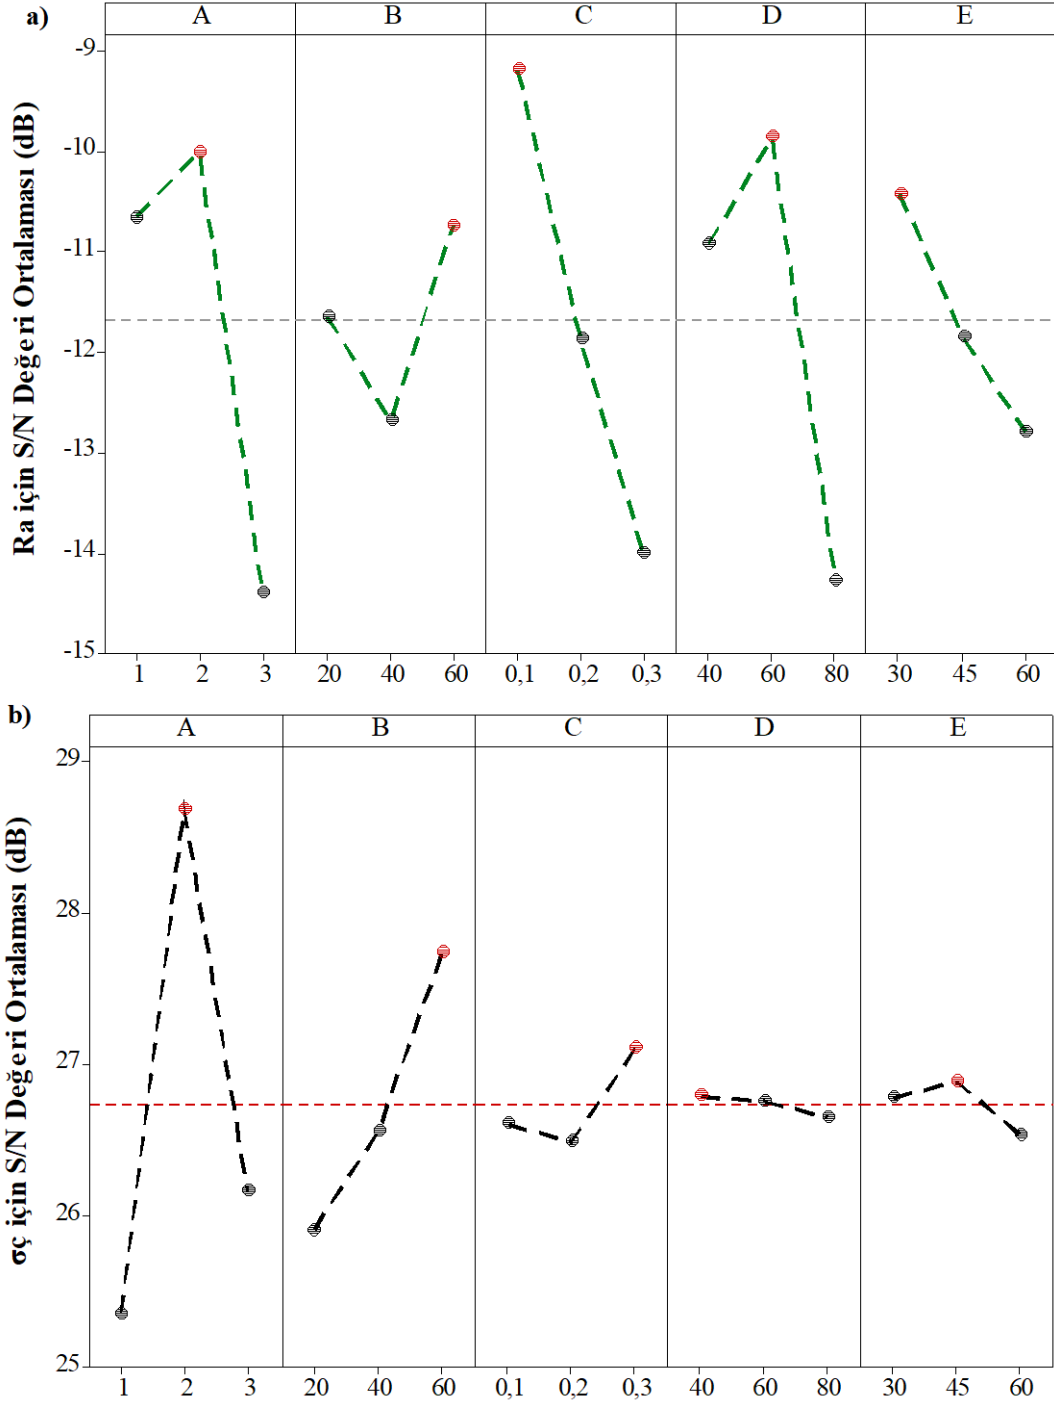 a)
A B C D E
Ra için S/N Değeri Ortalaması (dB)
-9
-10
-11
-12
-13
-14
-15
1 2 3 20 40 60 0,1 0,2 0,3 40 60 80 30 45 60
b)
A B C D E
σç için S/N Değeri Ortalaması (dB)
29
28
27
26
25
1 2 3 20 40 60 0,1 0,2 0,3 40 60 80 30 45 60